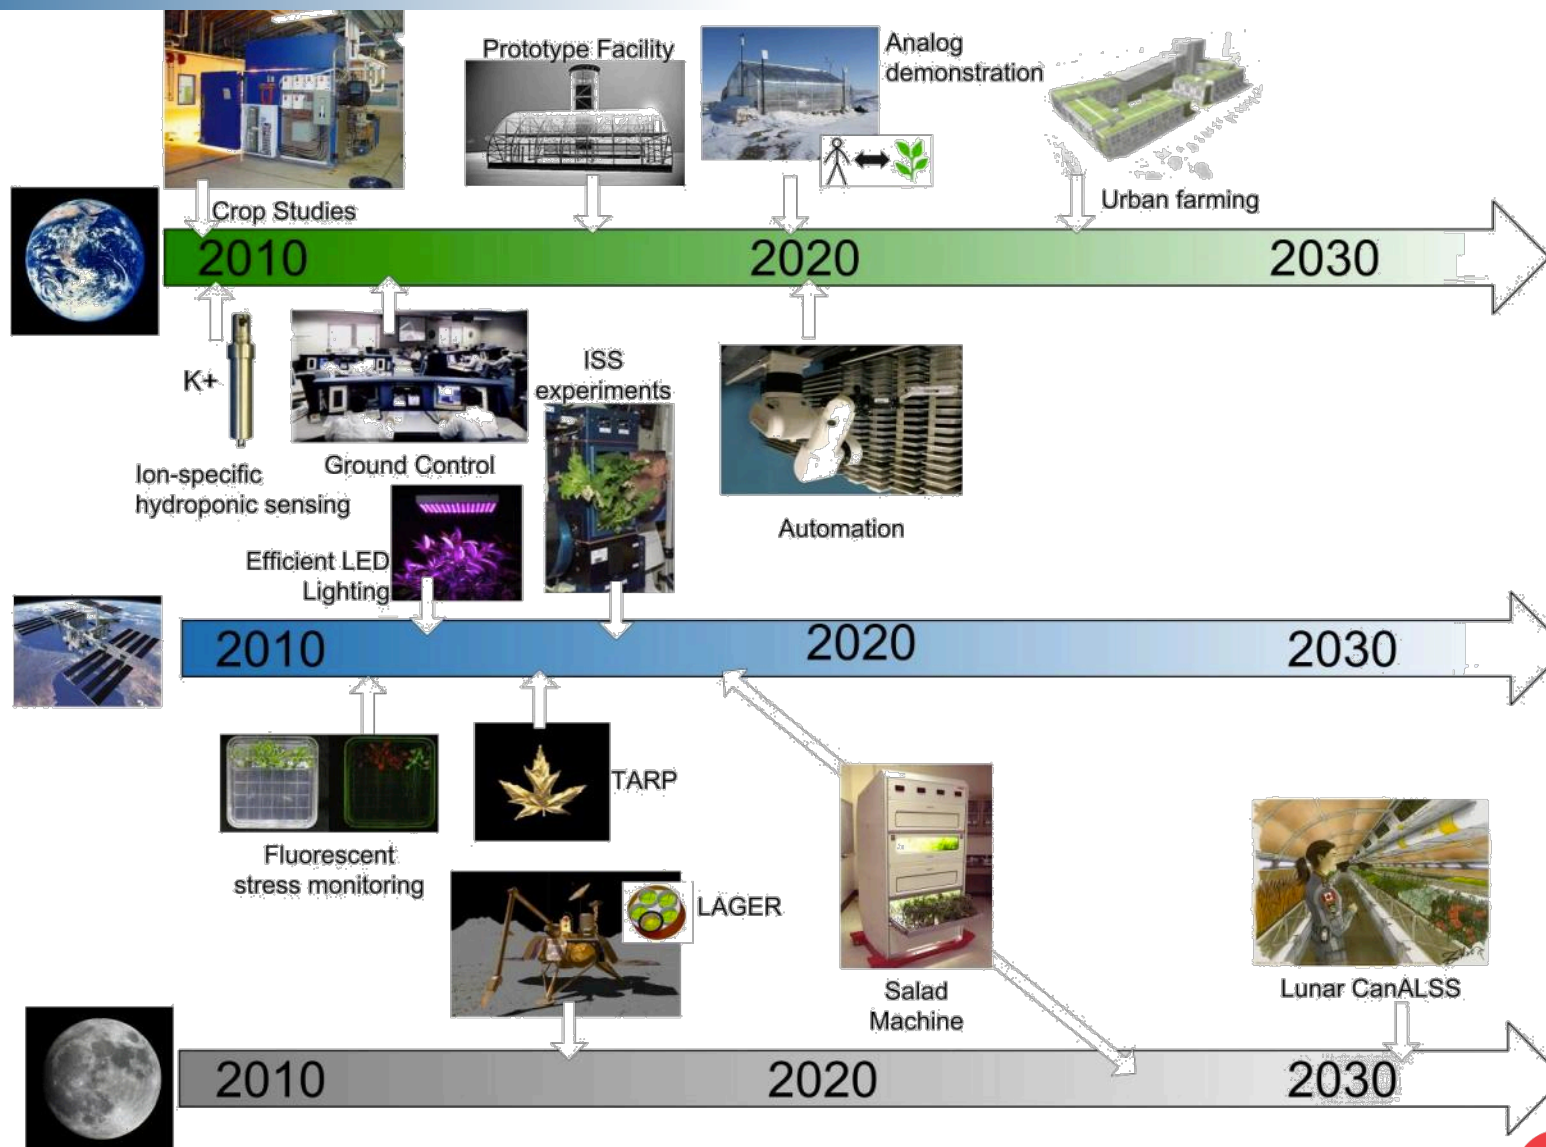 Prototype Facility
Analog
demonstration
Crop Studies
Urban farming
2010
2020
2030
K+
Ion-specific
hydroponic sensing
Ground Control
ISS
experiments
Automation
Efficient LED
Lighting
2010
2020
2030
Fluorescent
stress monitoring
TARP
LAGER
Salad
Machine
Lunar CanALSS
2010
2020
2030